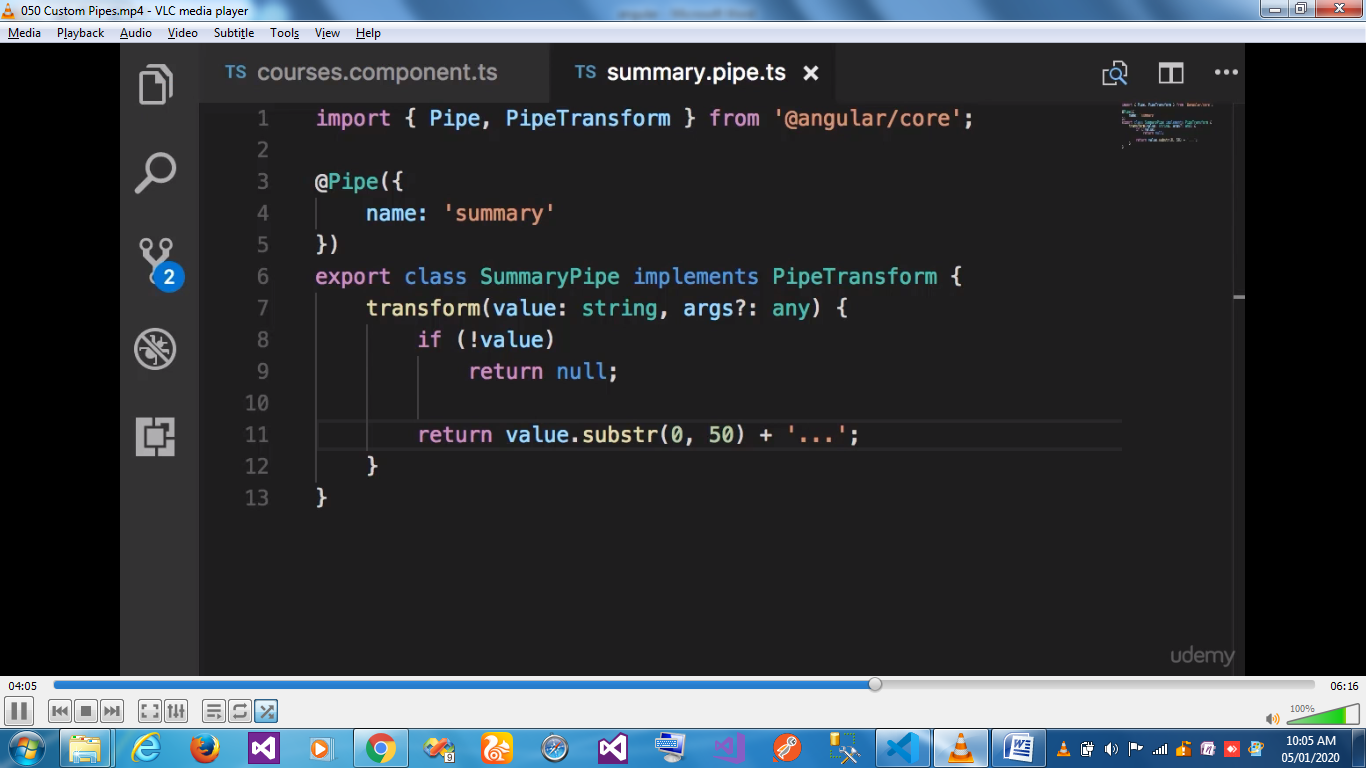 050 Custom Pipes.mp4 - VLC media player
Media Playback Audio Video Subtitle Tools View Help
TS courses.component.ts TS summary.pipe.ts
1 import { Pipe, PipeTransform } from '@angular/core';
2
3 @Pipe({
4 name: 'summary'
5 })
6 export class SummaryPipe implements PipeTransform {
7 transform(value: string, args?: any) {
8 if (!value)
9 return null;
10
11 return value.substr(0, 50) + '...';
12 }
13 }
2
udemy
04:05 06:16
100%
9
10:05 AM
05/01/2020